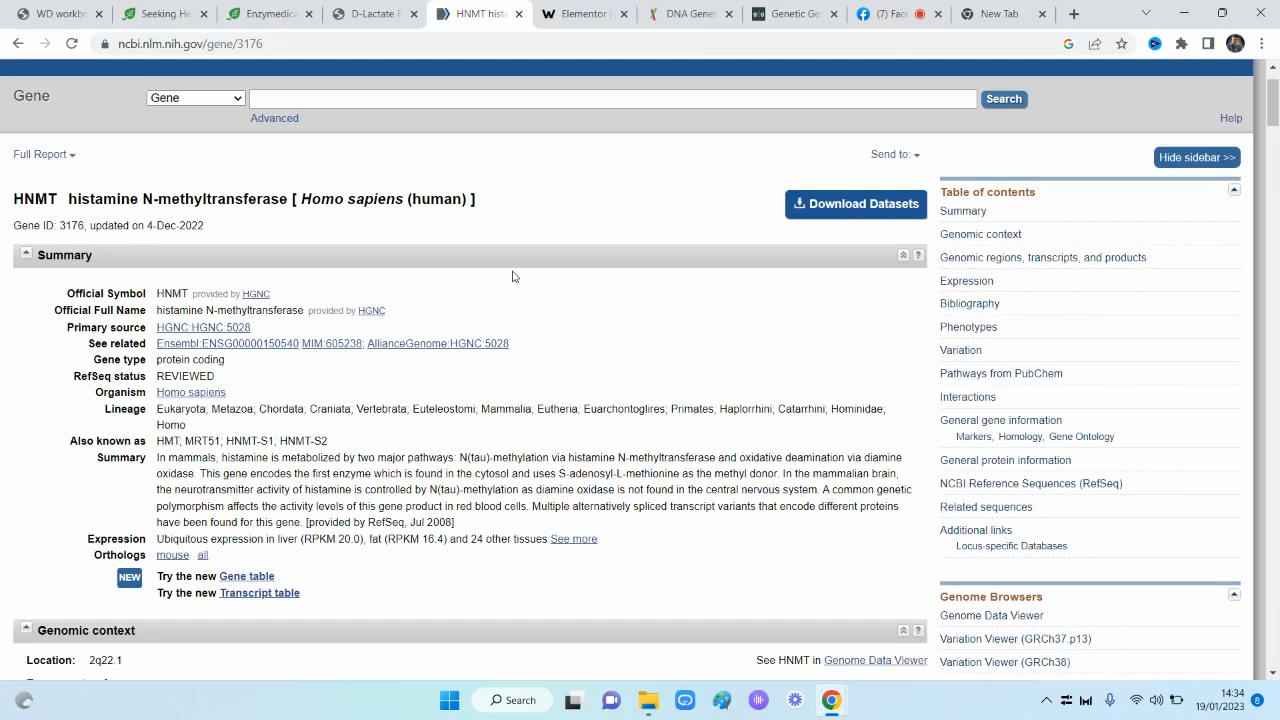 WD workbo
Seeking He
Enzymedica
D-Lactate F
HNMT hist
Elementor
DNA Genet
Genetic Ge
(7) Fac
New Tab
ncbi.nlm.nih.gov/gene/3176
Gene
Gene
Search
Advanced
Help
Full Report
Send to:
Hide sidebar >>
HNMT histamine N-methyltransferase [ Homo sapiens (human) ]
Download Datasets
Gene ID: 3176, updated on 4-Dec-2022
Summary
Official Symbol HNMT provided by HGNC
Official Full Name histamine N-methyltransferase provided by HGNC
Primary source HGNC:HGNC:5028
See related Ensembl:ENSG00000150540 MIM:605238; AllianceGenome:HGNC:5028
Gene type protein coding
RefSeq status REVIEWED
Organism Homo sapiens
Lineage Eukaryota; Metazoa; Chordata; Craniata; Vertebrata; Euteleostomi; Mammalia; Eutheria; Euarchontoglires; Primates; Haplorrhini; Catarrhini; Hominidae;
Homo
Also known as HMT; MRT51; HNMT-S1; HNMT-S2
Summary In mammals, histamine is metabolized by two major pathways: N(tau)-methylation via histamine N-methyltransferase and oxidative deamination via diamine
oxidase. This gene encodes the first enzyme which is found in the cytosol and uses S-adenosyl-L-methionine as the methyl donor. In the mammalian brain,
the neurotransmitter activity of histamine is controlled by N(tau)-methylation as diamine oxidase is not found in the central nervous system. A common genetic
polymorphism affects the activity levels of this gene product in red blood cells. Multiple alternatively spliced transcript variants that encode different proteins
have been found for this gene. [provided by RefSeq, Jul 2008]
Expression Ubiquitous expression in liver (RPKM 20.0), fat (RPKM 16.4) and 24 other tissues See more
Orthologs mouse all
NEW Try the new Gene table
Try the new Transcript table
Genomic context
Location: 2q22.1
See HNMT in Genome Data Viewer
Table of contents
Summary
Genomic context
Genomic regions, transcripts, and products
Expression
Bibliography
Phenotypes
Variation
Pathways from PubChem
Interactions
General gene information
Markers, Homology, Gene Ontology
General protein information
NCBI Reference Sequences (RefSeq)
Related sequences
Additional links
Locus-specific Databases
Genome Browsers
Genome Data Viewer
Variation Viewer (GRCh37.p13)
Variation Viewer (GRCh38)
Search
14:34
19/01/2023
8